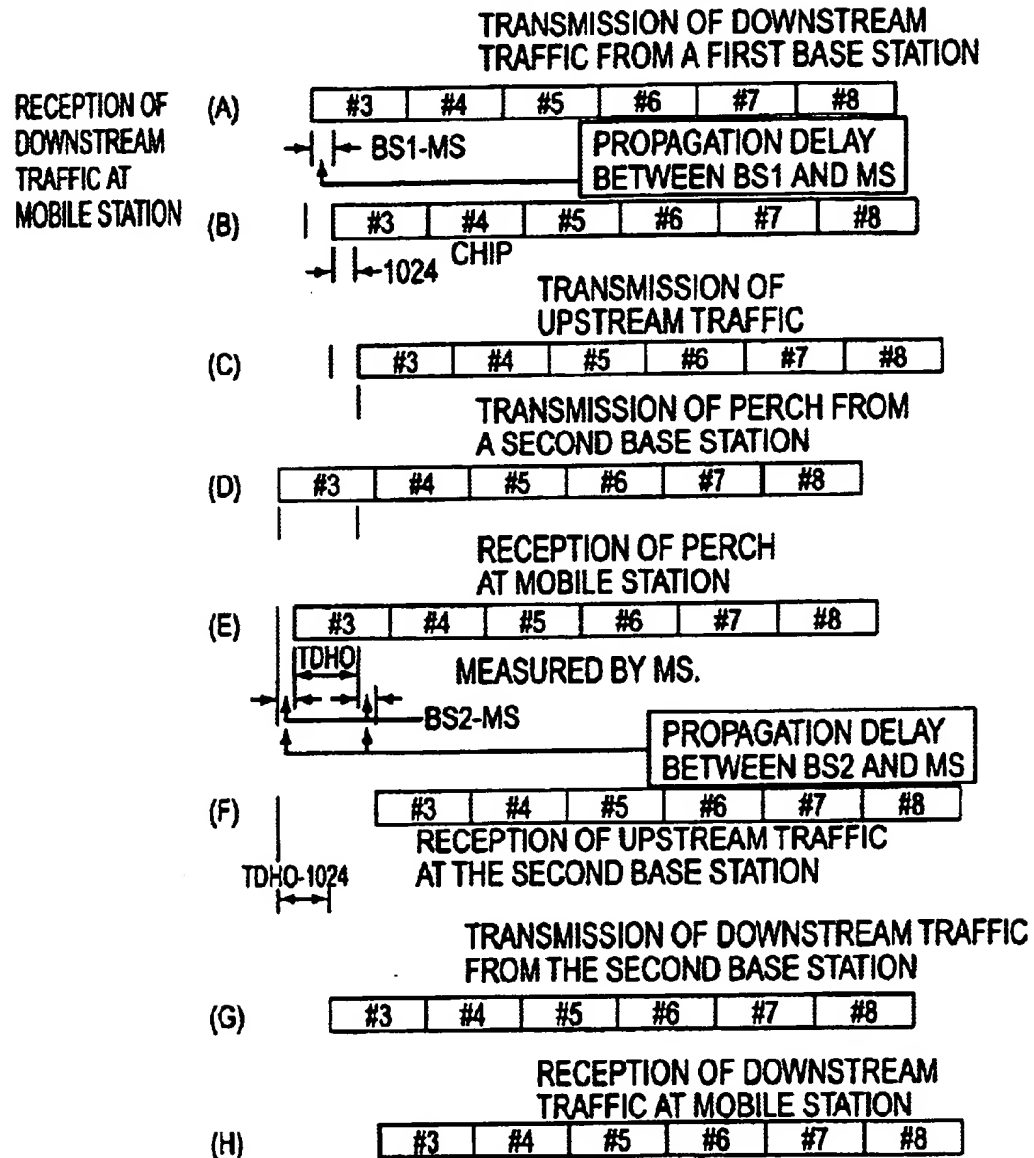 TRANSMISSION OF DOWNSTREAM
TRAFFIC FROM A FIRST BASE STATION
RECEPTION OF
DOWNSTREAM
TRAFFIC AT
MOBILE STATION
(A)
#3 #4 #5 #6 #7 #8
BS1-MS
PROPAGATION DELAY
BETWEEN BS1 AND MS
(B)
#3 #4 #5 #6 #7 #8
1024 CHIP
TRANSMISSION OF
UPSTREAM TRAFFIC
(C)
#3 #4 #5 #6 #7 #8
TRANSMISSION OF PERCH FROM
A SECOND BASE STATION
(D)
#3 #4 #5 #6 #7 #8
RECEPTION OF PERCH
AT MOBILE STATION
(E)
#3 #4 #5 #6 #7 #8
TDHO
MEASURED BY MS.
BS2-MS
PROPAGATION DELAY
BETWEEN BS2 AND MS
(F)
#3 #4 #5 #6 #7 #8
RECEPTION OF UPSTREAM TRAFFIC
AT THE SECOND BASE STATION
TDHO-1024
TRANSMISSION OF DOWNSTREAM TRAFFIC
FROM THE SECOND BASE STATION
(G)
#3 #4 #5 #6 #7 #8
RECEPTION OF DOWNSTREAM
TRAFFIC AT MOBILE STATION
(H)
#3 #4 #5 #6 #7 #8